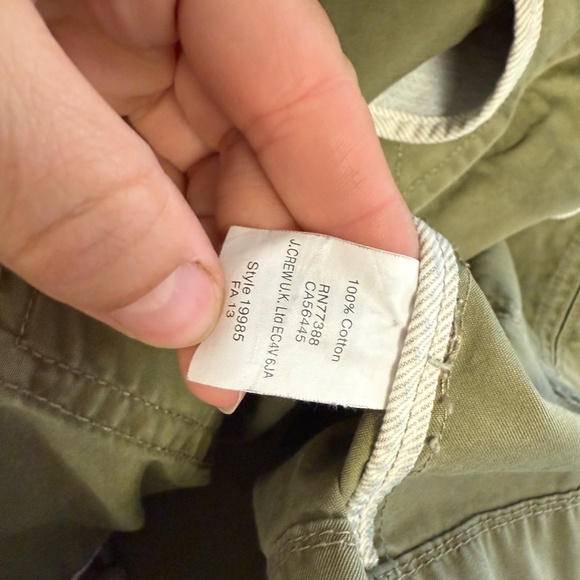 100% Cotton
RN77388
CA56445
J.CREW U.K. Ltd EC4V 6JA
Style 19985
FA 13